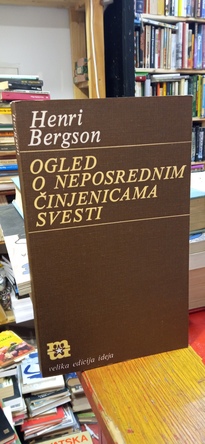 Henri
Bergson
OGLED
O NEPOSREDNIM
ČINJENICAMA
SVESTI
velika edicija ideja